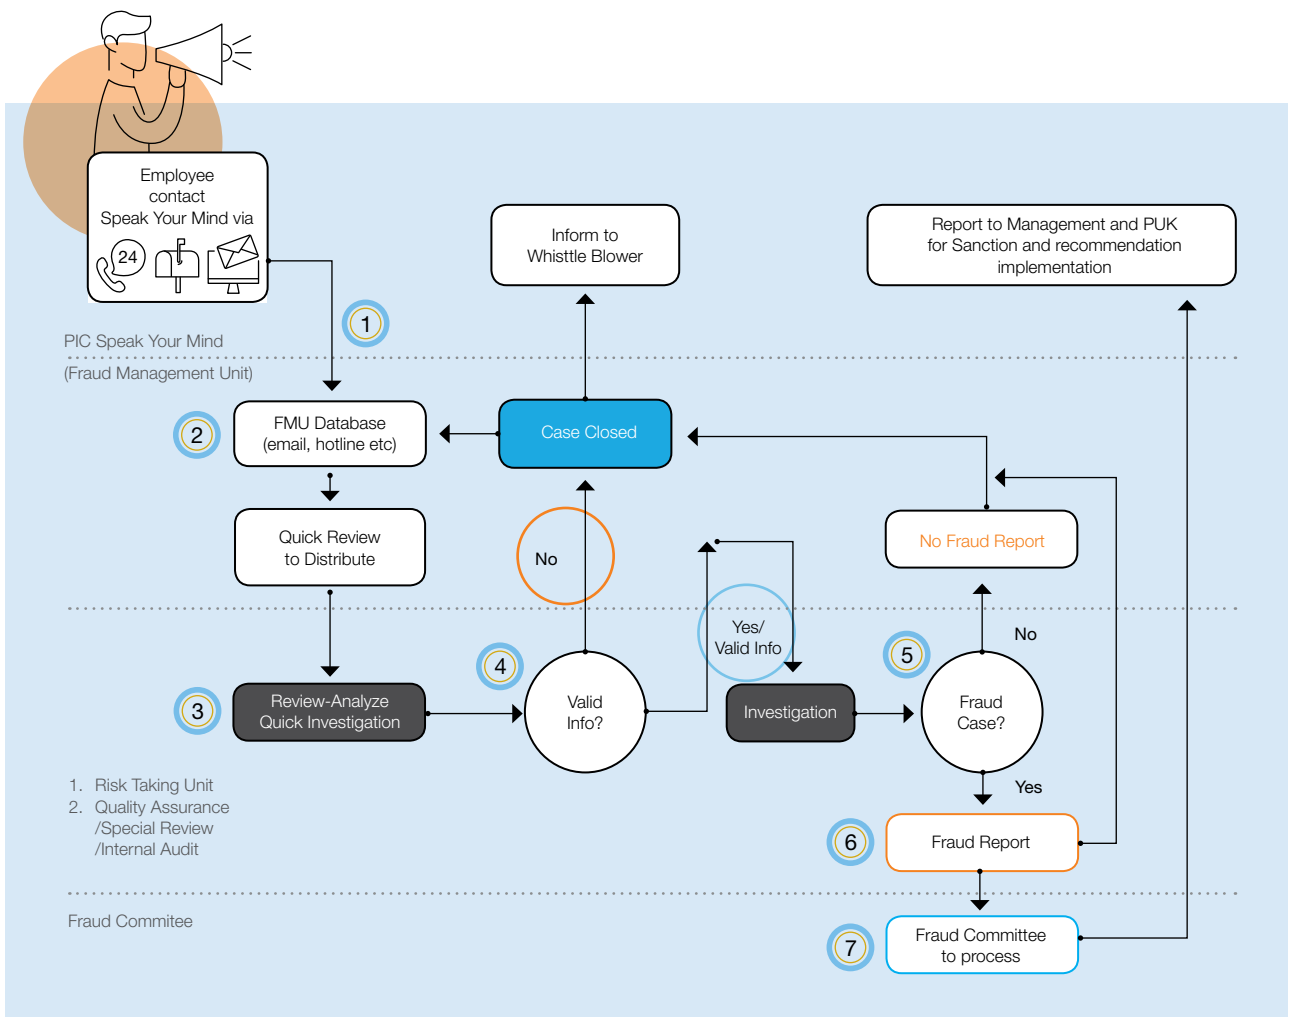 Employee
contact
Speak Your Mind via
24
Inform to
Whisttle Blower
Report to Management and PUK
for Sanction and recommendation
implementation
1
PIC Speak Your Mind
(Fraud Management Unit)
2
FMU Database
(email, hotline etc)
Case Closed
Quick Review
to Distribute
No
No Fraud Report
Yes/
Valid Info
No
3
Review-Analyze
Quick Investigation
4
Valid
Info?
Investigation
5
Fraud
Case?
Yes
1. Risk Taking Unit
2. Quality Assurance
/Special Review
/Internal Audit
6
Fraud Report
Fraud Commitee
7
Fraud Committee
to process